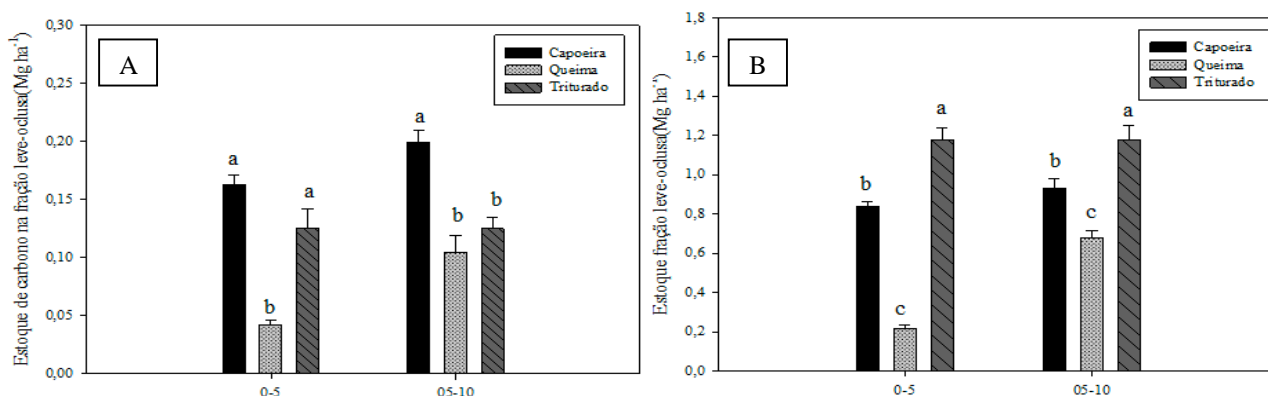 Estoque de carbono na fração leve-oclusa(Mg ha⁻¹)
0,30
0,25
0,20
0,15
0,10
0,05
0,00
A
Capoeira
Queima
Triturado
a
b
a
a
b
b
0-5
05-10
Estoque fração leve-oclusa(Mg ha⁻¹)
1,8
1,6
1,4
1,2
1,0
0,8
0,6
0,4
0,2
0,0
B
Capoeira
Queima
Triturado
b
c
a
b
c
a
0-5
05-10